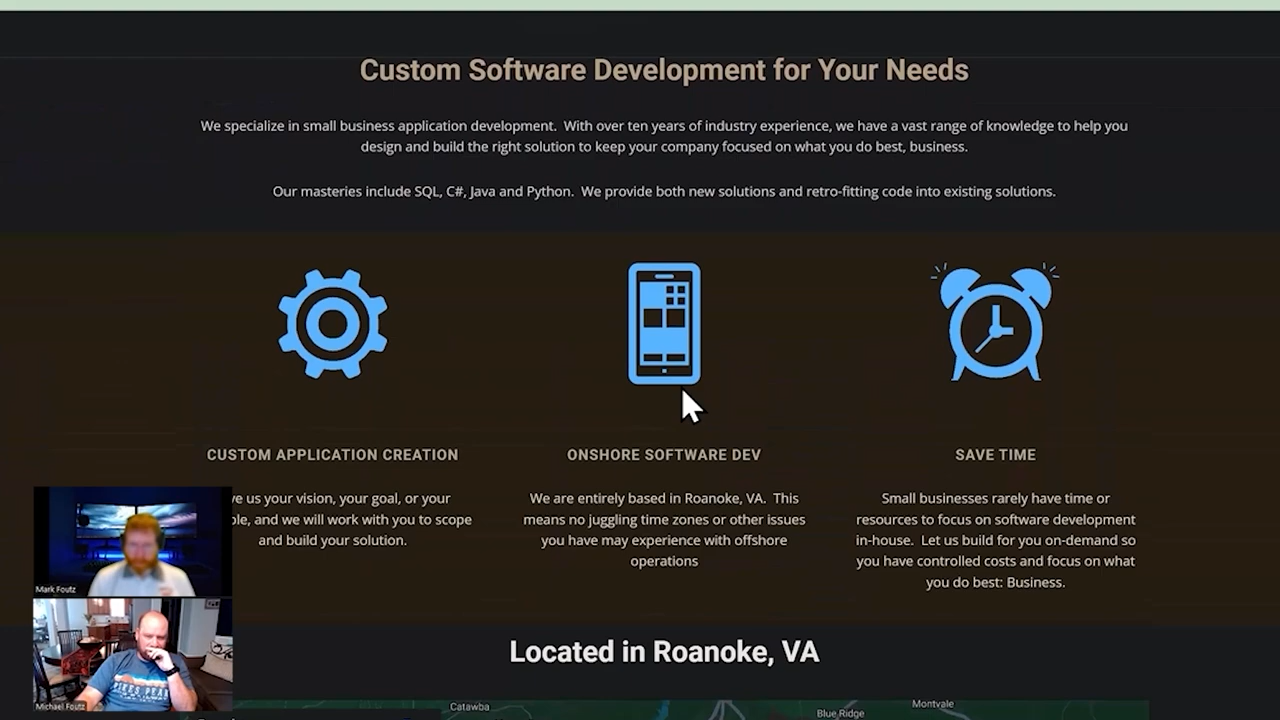 Custom Software Development for Your Needs
We specialize in small business application development.  With over ten years of industry experience, we have a vast range of knowledge to help you
design and build the right solution to keep your company focused on what you do best, business.
Our masteries include SQL, C#, Java and Python.  We provide both new solutions and retro-fitting code into existing solutions.
CUSTOM APPLICATION CREATION
us your vision, your goal, or your
and we will work with you to scope
and build your solution.
ONSHORE SOFTWARE DEV
We are entirely based in Roanoke, VA.  This
means no juggling time zones or other issues
you have may experience with offshore
operations
SAVE TIME
Small businesses rarely have time or
resources to focus on software development
in-house.  Let us build for you on-demand so
you have controlled costs and focus on what
you do best: Business.
Mark Foutz
PIKES PEAK
Michael Foutz
Located in Roanoke, VA
Catawba
Blue Ridge
Montvale